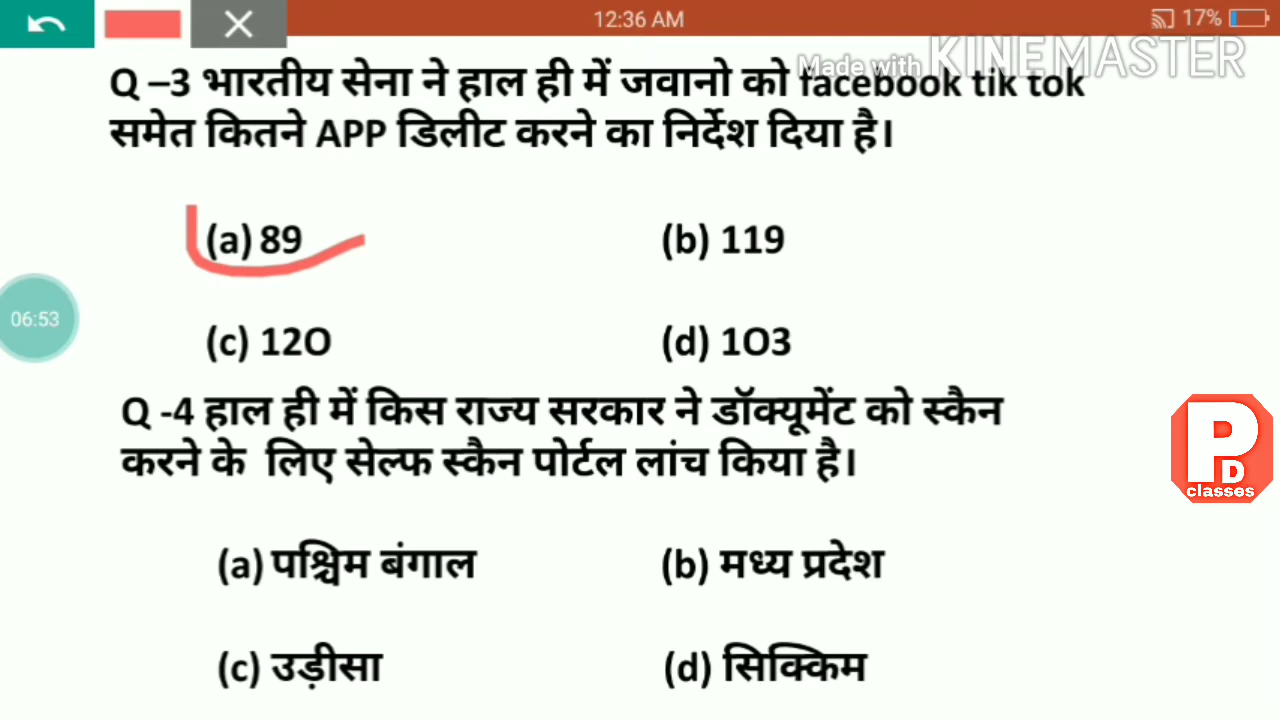 12:36 AM
17%
Made with KINEMASTER
Q –3 भारतीय सेना ने हाल ही में जवानो को facebook tik tok
समेत कितने APP डिलीट करने का निर्देश दिया है।
(a) 89
(b) 119
06:53
(c) 12O
(d) 1O3
Q -4 हाल ही में किस राज्य सरकार ने डॉक्यूमेंट को स्कैन
करने के लिए सेल्फ स्कैन पोर्टल लांच किया है।
P
D
classes
(a) पश्चिम बंगाल
(b) मध्य प्रदेश
(c) उड़ीसा
(d) सिक्किम